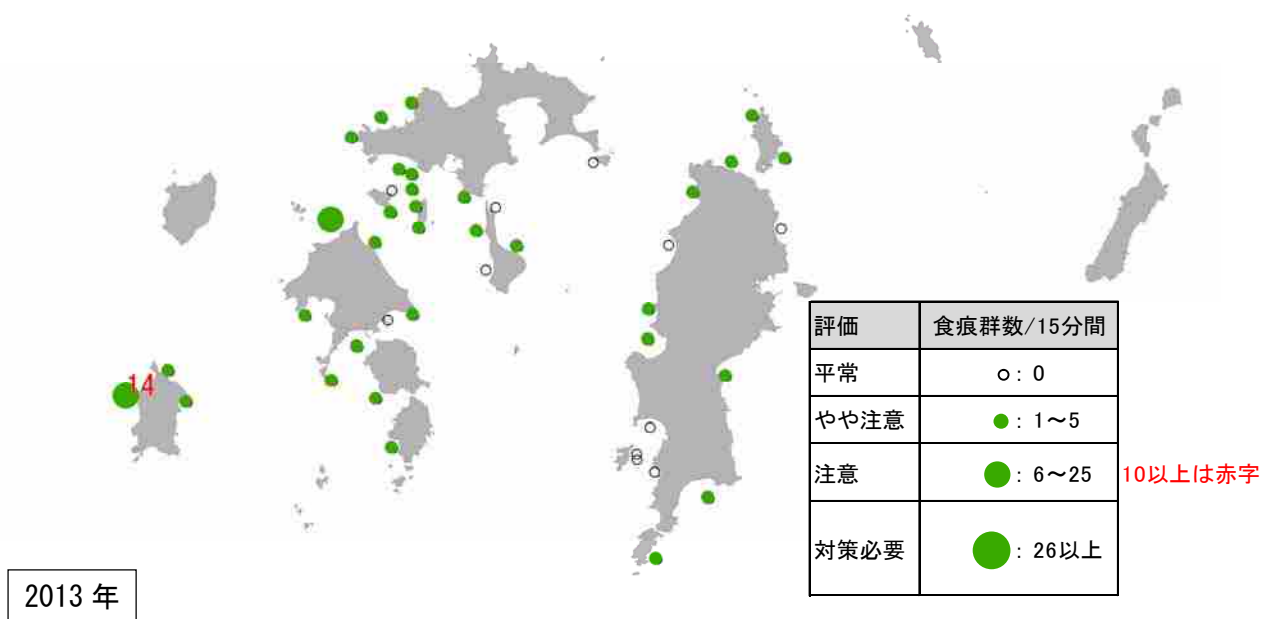 14
評価 食痕群数/15分間
平常 : 0
やや注意 : 1～5
注意 : 6～25 10以上は赤字
対策必要 : 26以上
2013 年